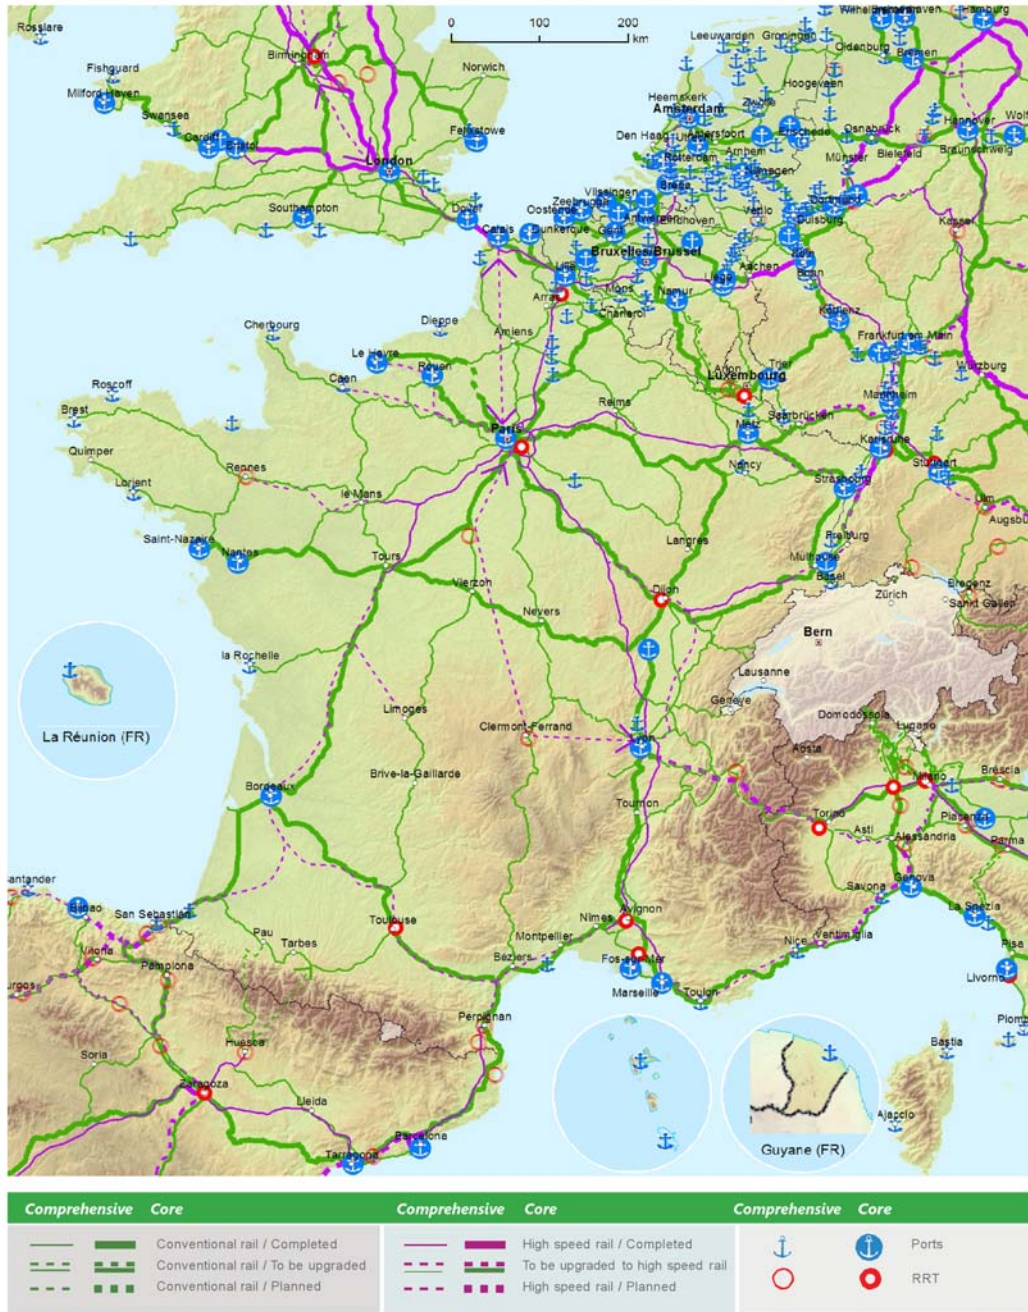 Rosslare
0 100 200
km
Wilhelmshaven
Bremerhaven
Hamburg
Leeuwarden
Groningen
Oldenburg
Bremen
Birmingham
Norwich
Fishguard
Milford Haven
Heemskerk
Hoogeveen
Zwolle
Amsterdam
Hannover
Wolf
Swansea
Cardiff
Bristol
Felixstowe
Den Haag
Utrecht
Amersfoort
Enschede
Osnabrück
Braunschweig
London
Rotterdam
Arnhem
Münster
Bielefeld
Nijmegen
Breda
Southampton
Dover
Vlissingen
Zeebrugge
Oostende
Antwerpen
Eindhoven
Venlo
Dortmund
Duisburg
Kassel
Calais
Dunkerque
Gent
Bruxelles/Brussel
Köln
Lille
Mons
Liège
Aachen
Bonn
Arras
Namur
Charleroi
Koblenz
Cherbourg
Dieppe
Amiens
Frankfurt am Main
Le Havre
Rouen
Arlon
Trier
Luxembourg
Würzburg
Caen
Roscoff
Reims
Mannheim
Brest
Paris
Metz
Saarbrücken
Karlsruhe
Quimper
Rennes
Nancy
Stuttgart
Lorient
le Mans
Strasbourg
Ulm
Augsburg
Saint-Nazaire
Nantes
Tours
Langres
Freiburg
Mulhouse
Vierzon
Dijon
Basel
Bregenz
Zürich
Sankt Gallen
Nevers
Bern
la Rochelle
Lausanne
Limoges
Clermont-Ferrand
Genève
Domodossola
Lugano
La Réunion (FR)
Lyon
Aosta
Brive-la-Gaillarde
Milano
Brescia
Bordeaux
Tournon
Torino
Asti
Piacenza
Alessandria
Parma
Santander
Savona
Genova
Bilbao
San Sebastián
Toulouse
Avignon
La Spezia
Nîmes
Montpellier
Ventimiglia
Nice
Pau
Tarbes
Béziers
Fos-sur-Mer
Pisa
Vitoria
Pamplona
Livorno
Burgos
Marseille
Toulon
Perpignan
Piomb
Huesca
Bastia
Soria
Zaragoza
Lleida
Ajaccio
Barcelona
Tarragona
Guyane (FR)
Comprehensive Core Comprehensive Core Comprehensive Core
Conventional rail / Completed High speed rail / Completed Ports
Conventional rail / To be upgraded To be upgraded to high speed rail RRT
Conventional rail / Planned High speed rail / Planned